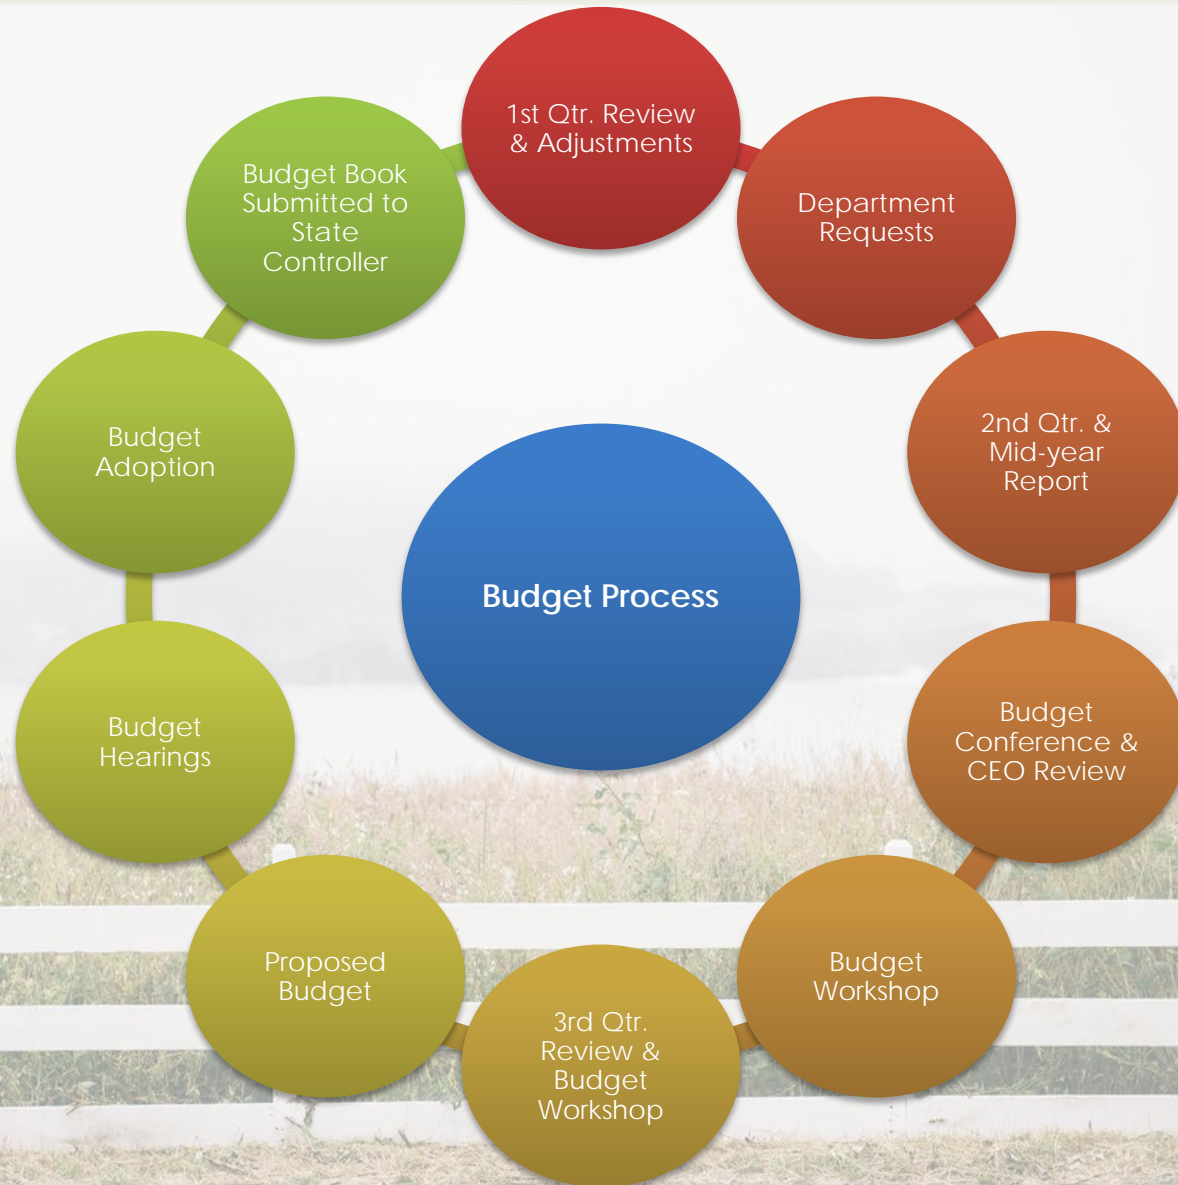 1st Qtr. Review
& Adjustments
Department
Requests
2nd Qtr. &
Mid-year
Report
Budget
Conference &
CEO Review
Budget
Workshop
3rd Qtr.
Review &
Budget
Workshop
Proposed
Budget
Budget
Hearings
Budget
Adoption
Budget Book
Submitted to
State
Controller
Budget Process